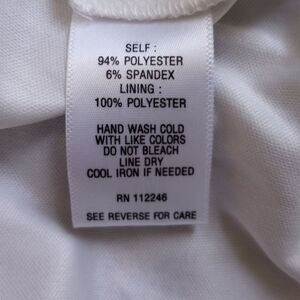 SELF :
94% POLYESTER
6% SPANDEX
LINING :
100% POLYESTER
HAND WASH COLD
WITH LIKE COLORS
DO NOT BLEACH
LINE DRY
COOL IRON IF NEEDED
RN 112246
SEE REVERSE FOR CARE